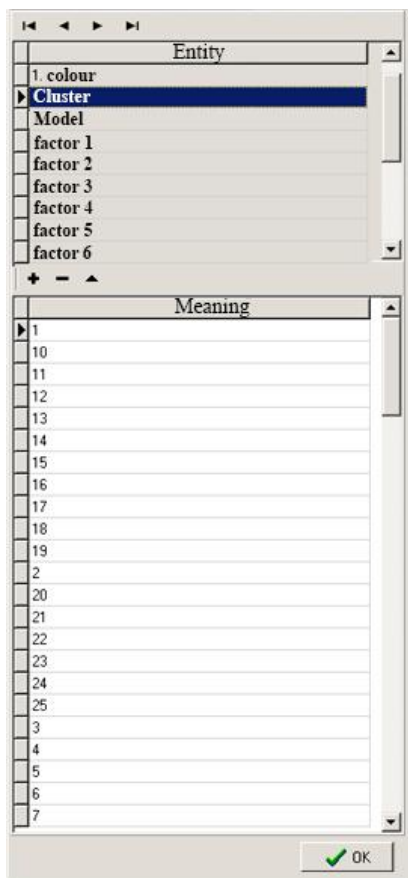 Entity
1. colour
Cluster
Model
factor 1
factor 2
factor 3
factor 4
factor 5
factor 6
Meaning
1
10
11
12
13
14
15
16
17
18
19
2
20
21
22
23
24
25
3
4
5
6
7
OK